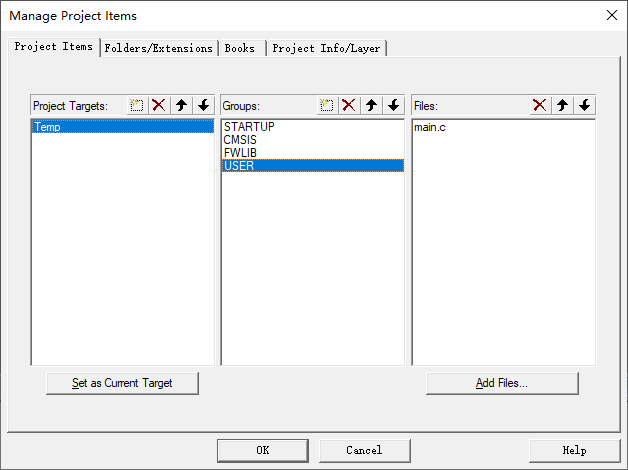 Manage Project Items
Project Items Folders/Extensions Books Project Info/Layer
Project Targets: Groups: Files:
Temp
STARTUP
CMSIS
FWLIB
USER
main.c
Set as Current Target Add Files...
OK Cancel Help